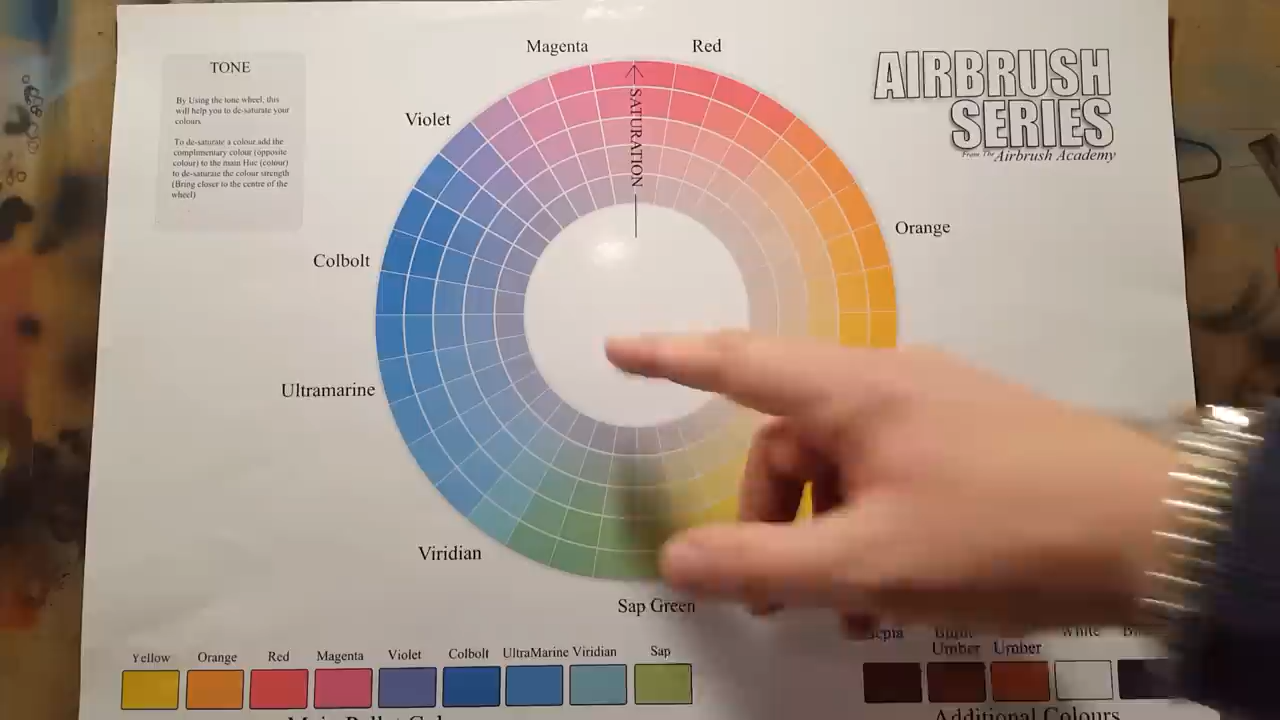 Magenta
Red
TONE
By Using the tone wheel, this
will help you to de-saturate your
colours.
To de-saturate a colour add the
complimentary colour (opposite
colour) to the main Hue (colour)
to de-saturate the colour strength
(Bring closer to the centre of the
wheel)
AIRBRUSH
SERIES
From The Airbrush Academy
SATURATION
Violet
Orange
Colbolt
Ultramarine
Viridian
Sap Green
Yellow Orange Red Magenta Violet Colbolt UltraMarine Viridian Sap
White
Umber Umber
Additional Colours